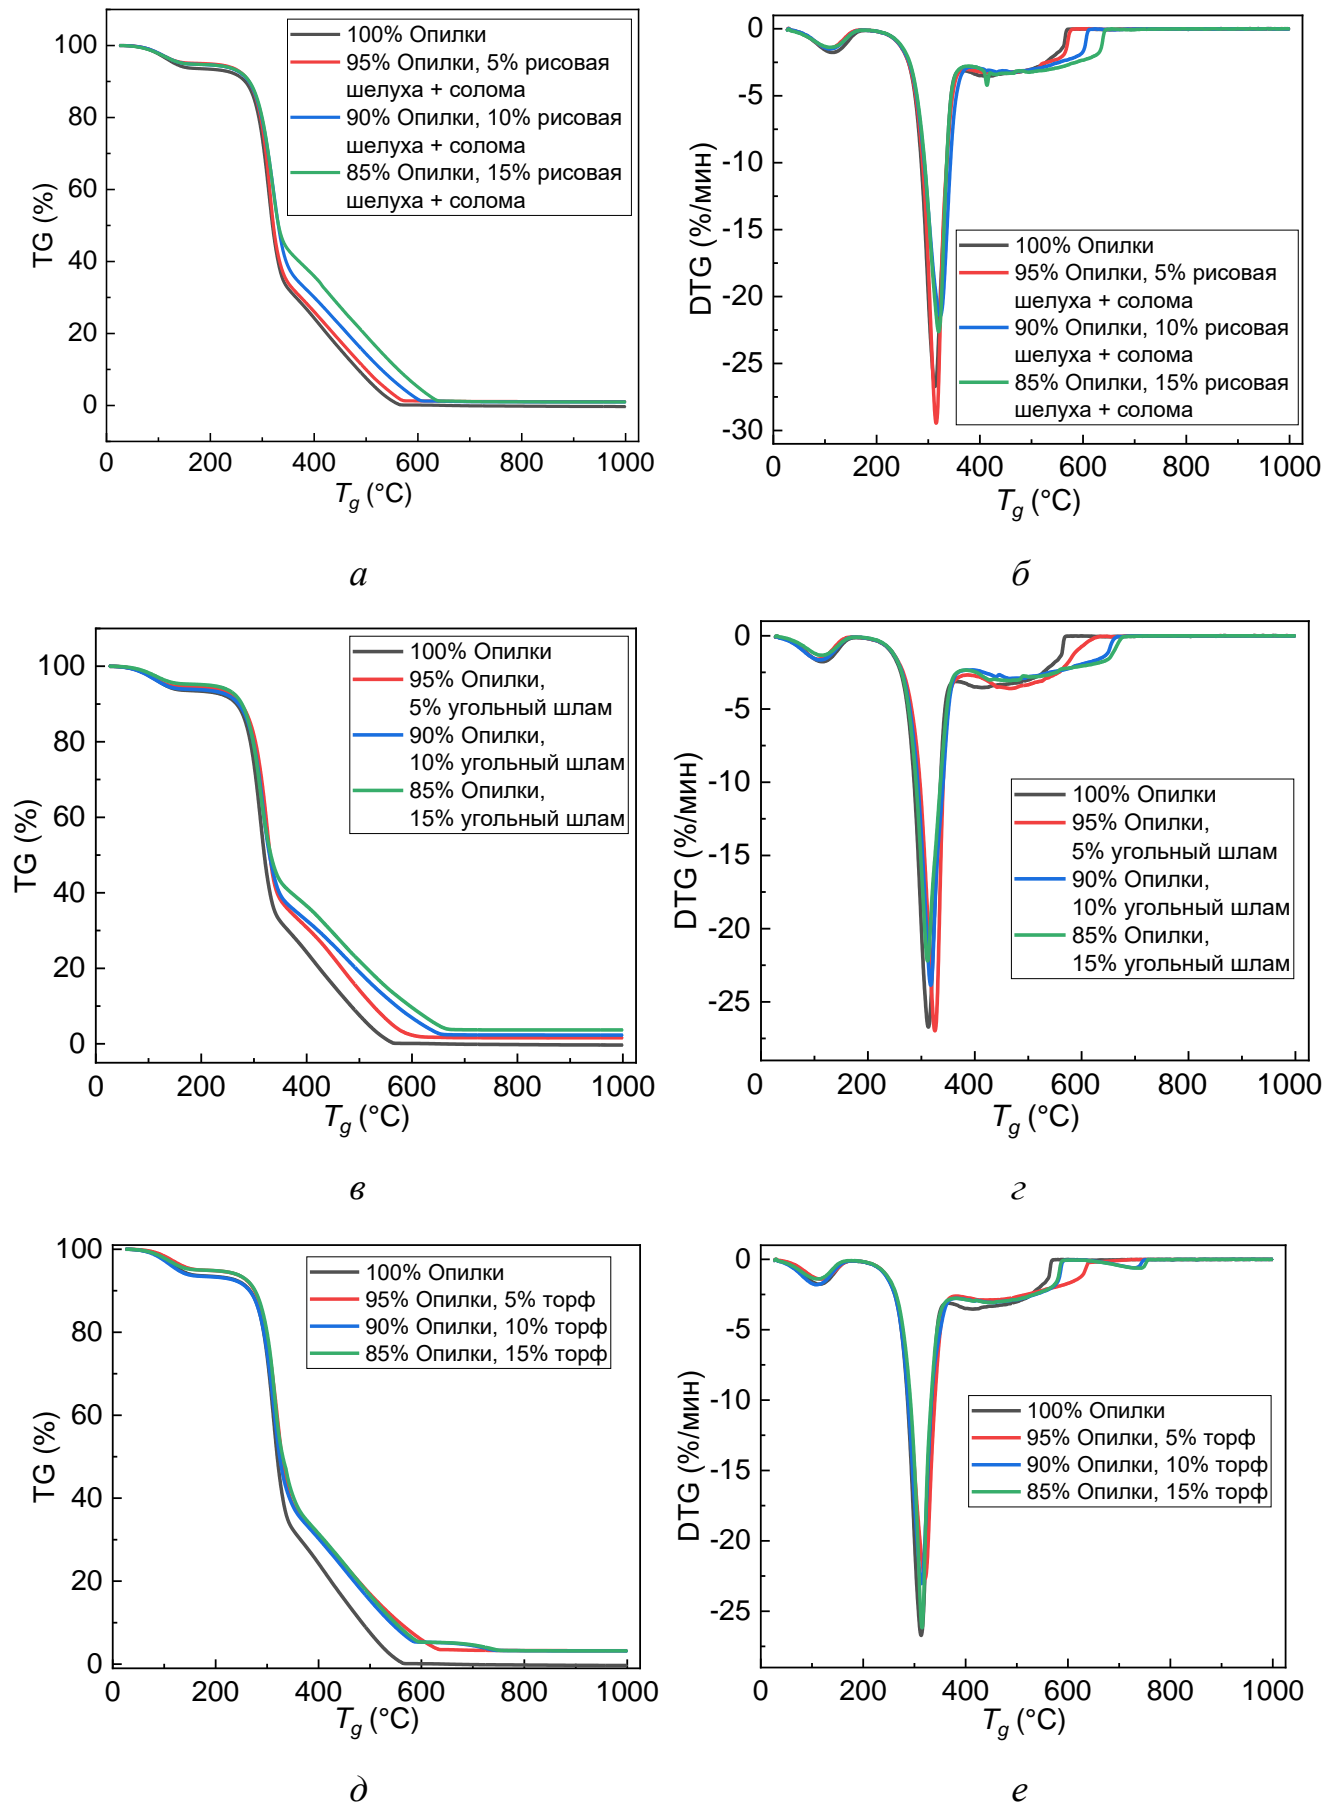 100
80
60
40
20
0
TG (%)
100% Опилки
95% Опилки, 5% рисовая
шелуха + солома
90% Опилки, 10% рисовая
шелуха + солома
85% Опилки, 15% рисовая
шелуха + солома
0 200 400 600 800 1000
Tg (°C)
а
0
-5
-10
-15
-20
-25
-30
DTG (%/мин)
100% Опилки
95% Опилки, 5% рисовая
шелуха + солома
90% Опилки, 10% рисовая
шелуха + солома
85% Опилки, 15% рисовая
шелуха + солома
0 200 400 600 800 1000
Tg (°C)
б
100
80
60
40
20
0
TG (%)
100% Опилки
95% Опилки,
5% угольный шлам
90% Опилки,
10% угольный шлам
85% Опилки,
15% угольный шлам
0 200 400 600 800 1000
Tg (°C)
в
0
-5
-10
-15
-20
-25
DTG (%/мин)
100% Опилки
95% Опилки,
5% угольный шлам
90% Опилки,
10% угольный шлам
85% Опилки,
15% угольный шлам
0 200 400 600 800 1000
Tg (°C)
г
100
80
60
40
20
0
TG (%)
100% Опилки
95% Опилки, 5% торф
90% Опилки, 10% торф
85% Опилки, 15% торф
0 200 400 600 800 1000
Tg (°C)
д
0
-5
-10
-15
-20
-25
DTG (%/мин)
100% Опилки
95% Опилки, 5% торф
90% Опилки, 10% торф
85% Опилки, 15% торф
0 200 400 600 800 1000
Tg (°C)
е